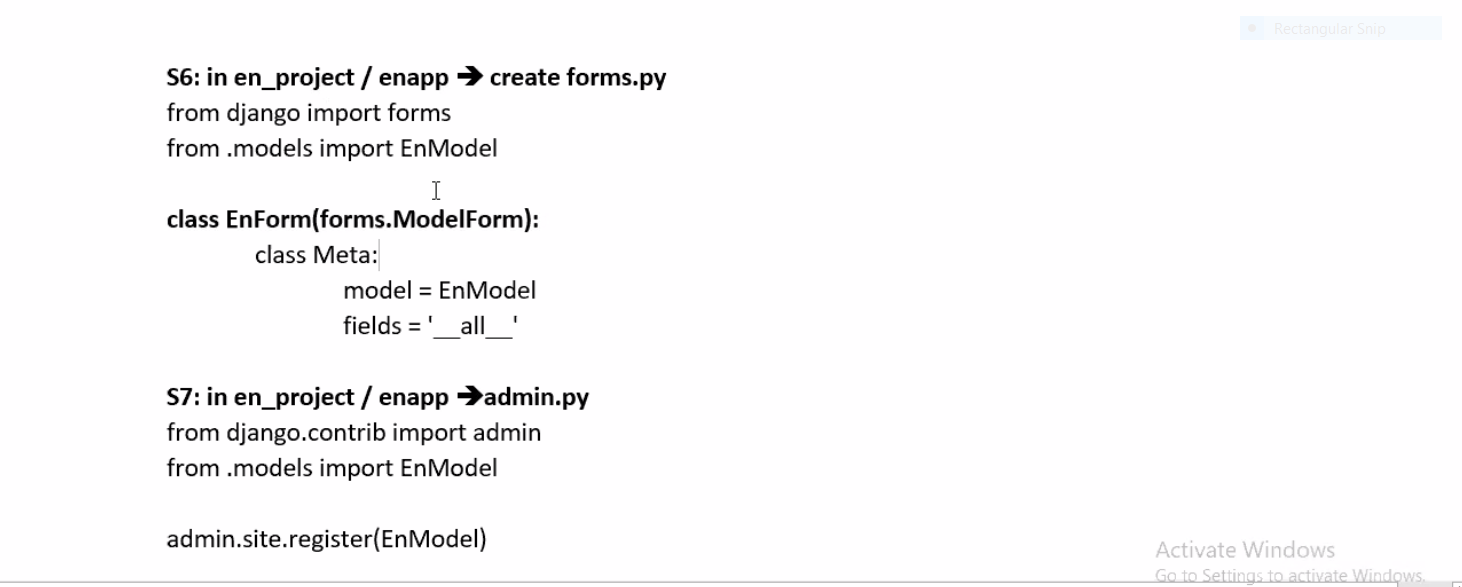 Rectangular Snip
S6: in en_project / enapp ➔ create forms.py
from django import forms
from .models import EnModel
class EnForm(forms.ModelForm):
class Meta:
model = EnModel
fields = '__all__'
S7: in en_project / enapp ➔admin.py
from django.contrib import admin
from .models import EnModel
admin.site.register(EnModel)
Activate Windows
Go to Settings to activate Windows.